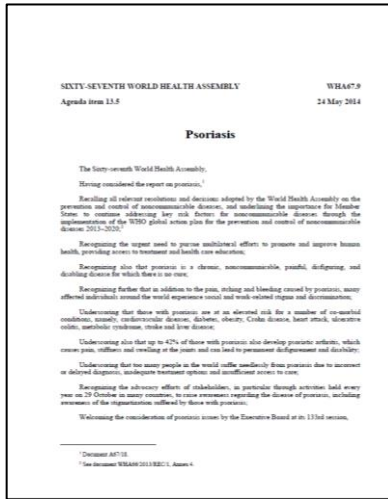 SIXTY-SEVENTH WORLD HEALTH ASSEMBLY WHA67.9
Agenda item 13.5 24 May 2014
Psoriasis
The Sixty-seventh World Health Assembly,
Having considered the report on psoriasis,¹
Recalling all relevant resolutions and decisions adopted by the World Health Assembly on the
prevention and control of noncommunicable diseases, and underlining the importance for Member
States to continue addressing key risk factors for noncommunicable diseases through the
implementation of the WHO global action plan for the prevention and control of noncommunicable
diseases 2013–2020;²
Recognizing the urgent need to pursue multilateral efforts to promote and improve human
health, providing access to treatment and health care education;
Recognizing also that psoriasis is a chronic, noncommunicable, painful, disfiguring, and
disabling disease for which there is no cure;
Recognizing further that in addition to the pain, itching and bleeding caused by psoriasis, many
affected individuals around the world experience social and work-related stigma and discrimination;
Underscoring that those with psoriasis are at an elevated risk for a number of co-morbid
conditions, namely, cardiovascular diseases, diabetes, obesity, Crohn disease, heart attack, ulcerative
colitis, metabolic syndrome, stroke and liver disease;
Underscoring also that up to 42% of those with psoriasis also develop psoriatic arthritis, which
causes pain, stiffness and swelling at the joints and can lead to permanent disfigurement and disability;
Underscoring that too many people in the world suffer needlessly from psoriasis due to incorrect
or delayed diagnosis, inadequate treatment options and insufficient access to care;
Recognizing the advocacy efforts of stakeholders, in particular through activities held every
year on 29 October in many countries, to raise awareness regarding the disease of psoriasis, including
awareness of the stigmatization suffered by those with psoriasis;
Welcoming the consideration of psoriasis issues by the Executive Board at its 133rd session,
¹ Document A67/18.
² See document WHA66/2013/REC/1, Annex 4.